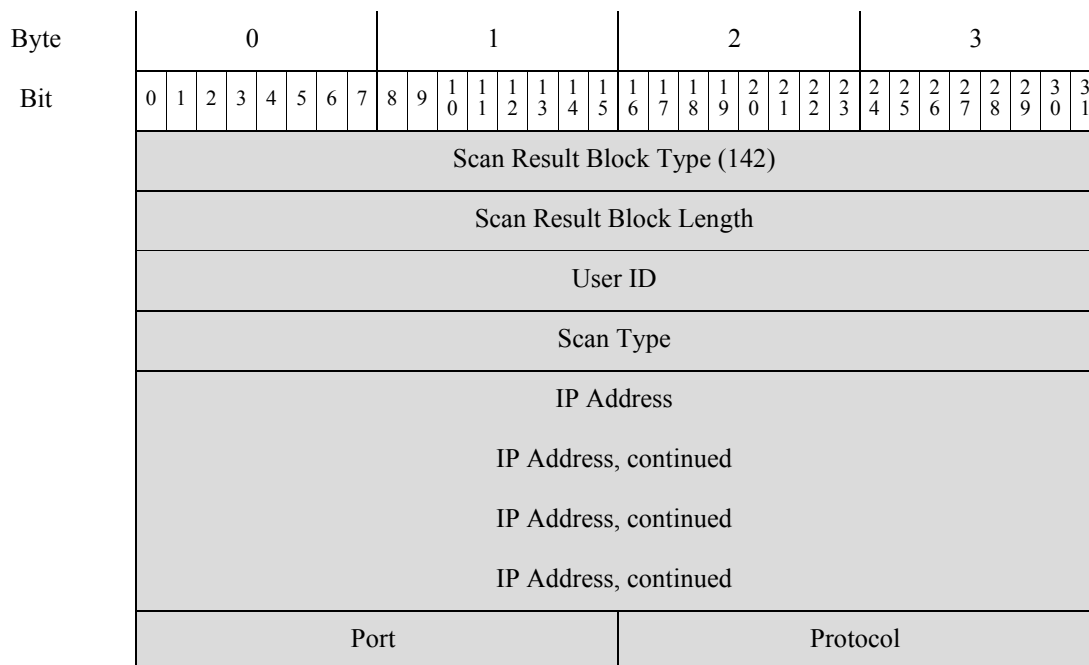 Byte 0 1 2 3
Bit 0 1 2 3 4 5 6 7 8 9 10 11 12 13 14 15 16 17 18 19 20 21 22 23 24 25 26 27 28 29 30 31
Scan Result Block Type (142)
Scan Result Block Length
User ID
Scan Type
IP Address
IP Address, continued
IP Address, continued
IP Address, continued
Port Protocol